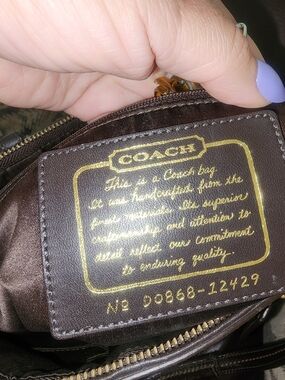 COACH
This is a Coach bag.
It was handcrafted from the
finest materials. Its superior
craftsmanship and attention to
detail reflect our commitment
to enduring quality.
Nº D0868-12429